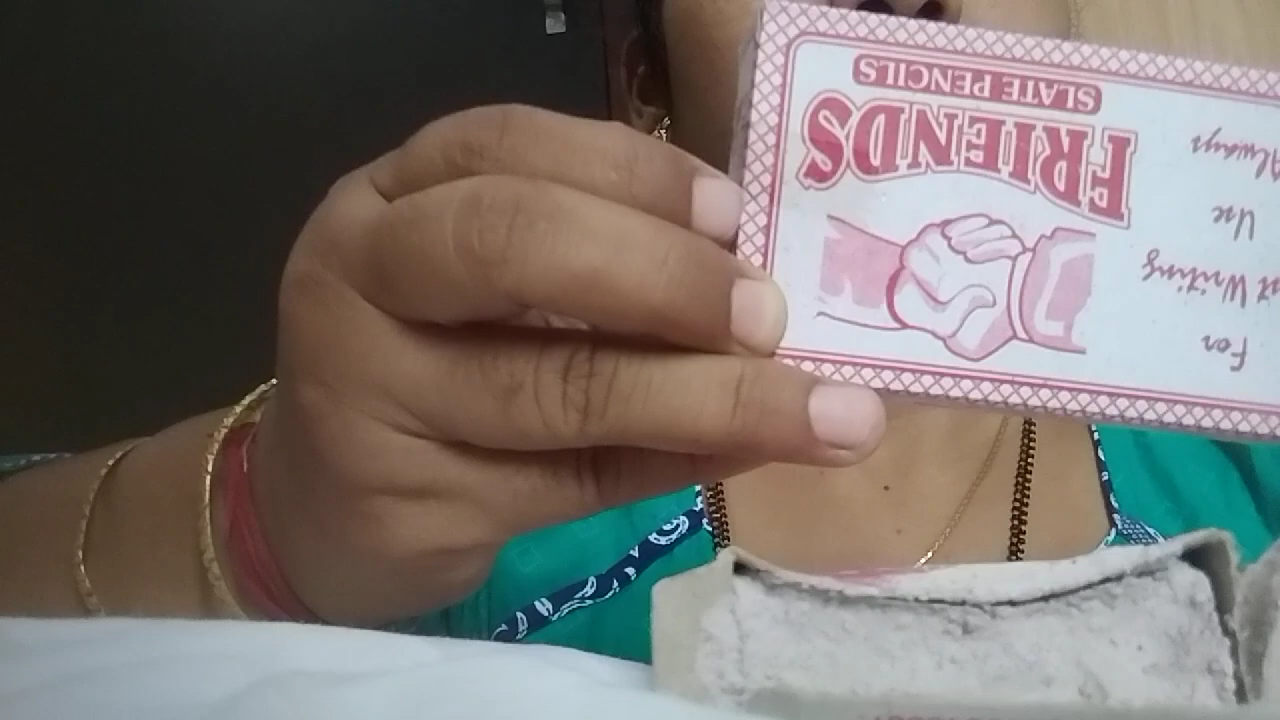 FRIENDS
SLATE PENCILS
For
Writing
Use
Always